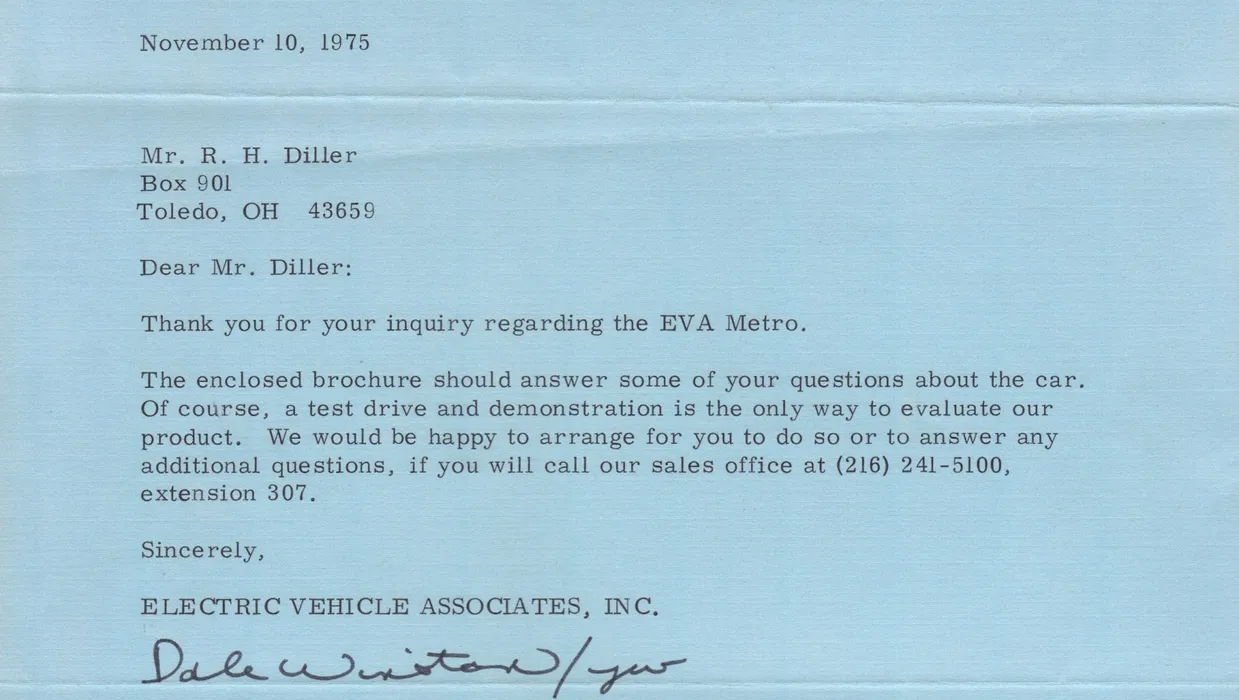 November 10, 1975
Mr. R. H. Diller
Box 901
Toledo, OH 43659
Dear Mr. Diller:
Thank you for your inquiry regarding the EVA Metro.
The enclosed brochure should answer some of your questions about the car.
Of course, a test drive and demonstration is the only way to evaluate our
product. We would be happy to arrange for you to do so or to answer any
additional questions, if you will call our sales office at (216) 241-5100,
extension 307.
Sincerely,
ELECTRIC VEHICLE ASSOCIATES, INC.
Dale Winston/